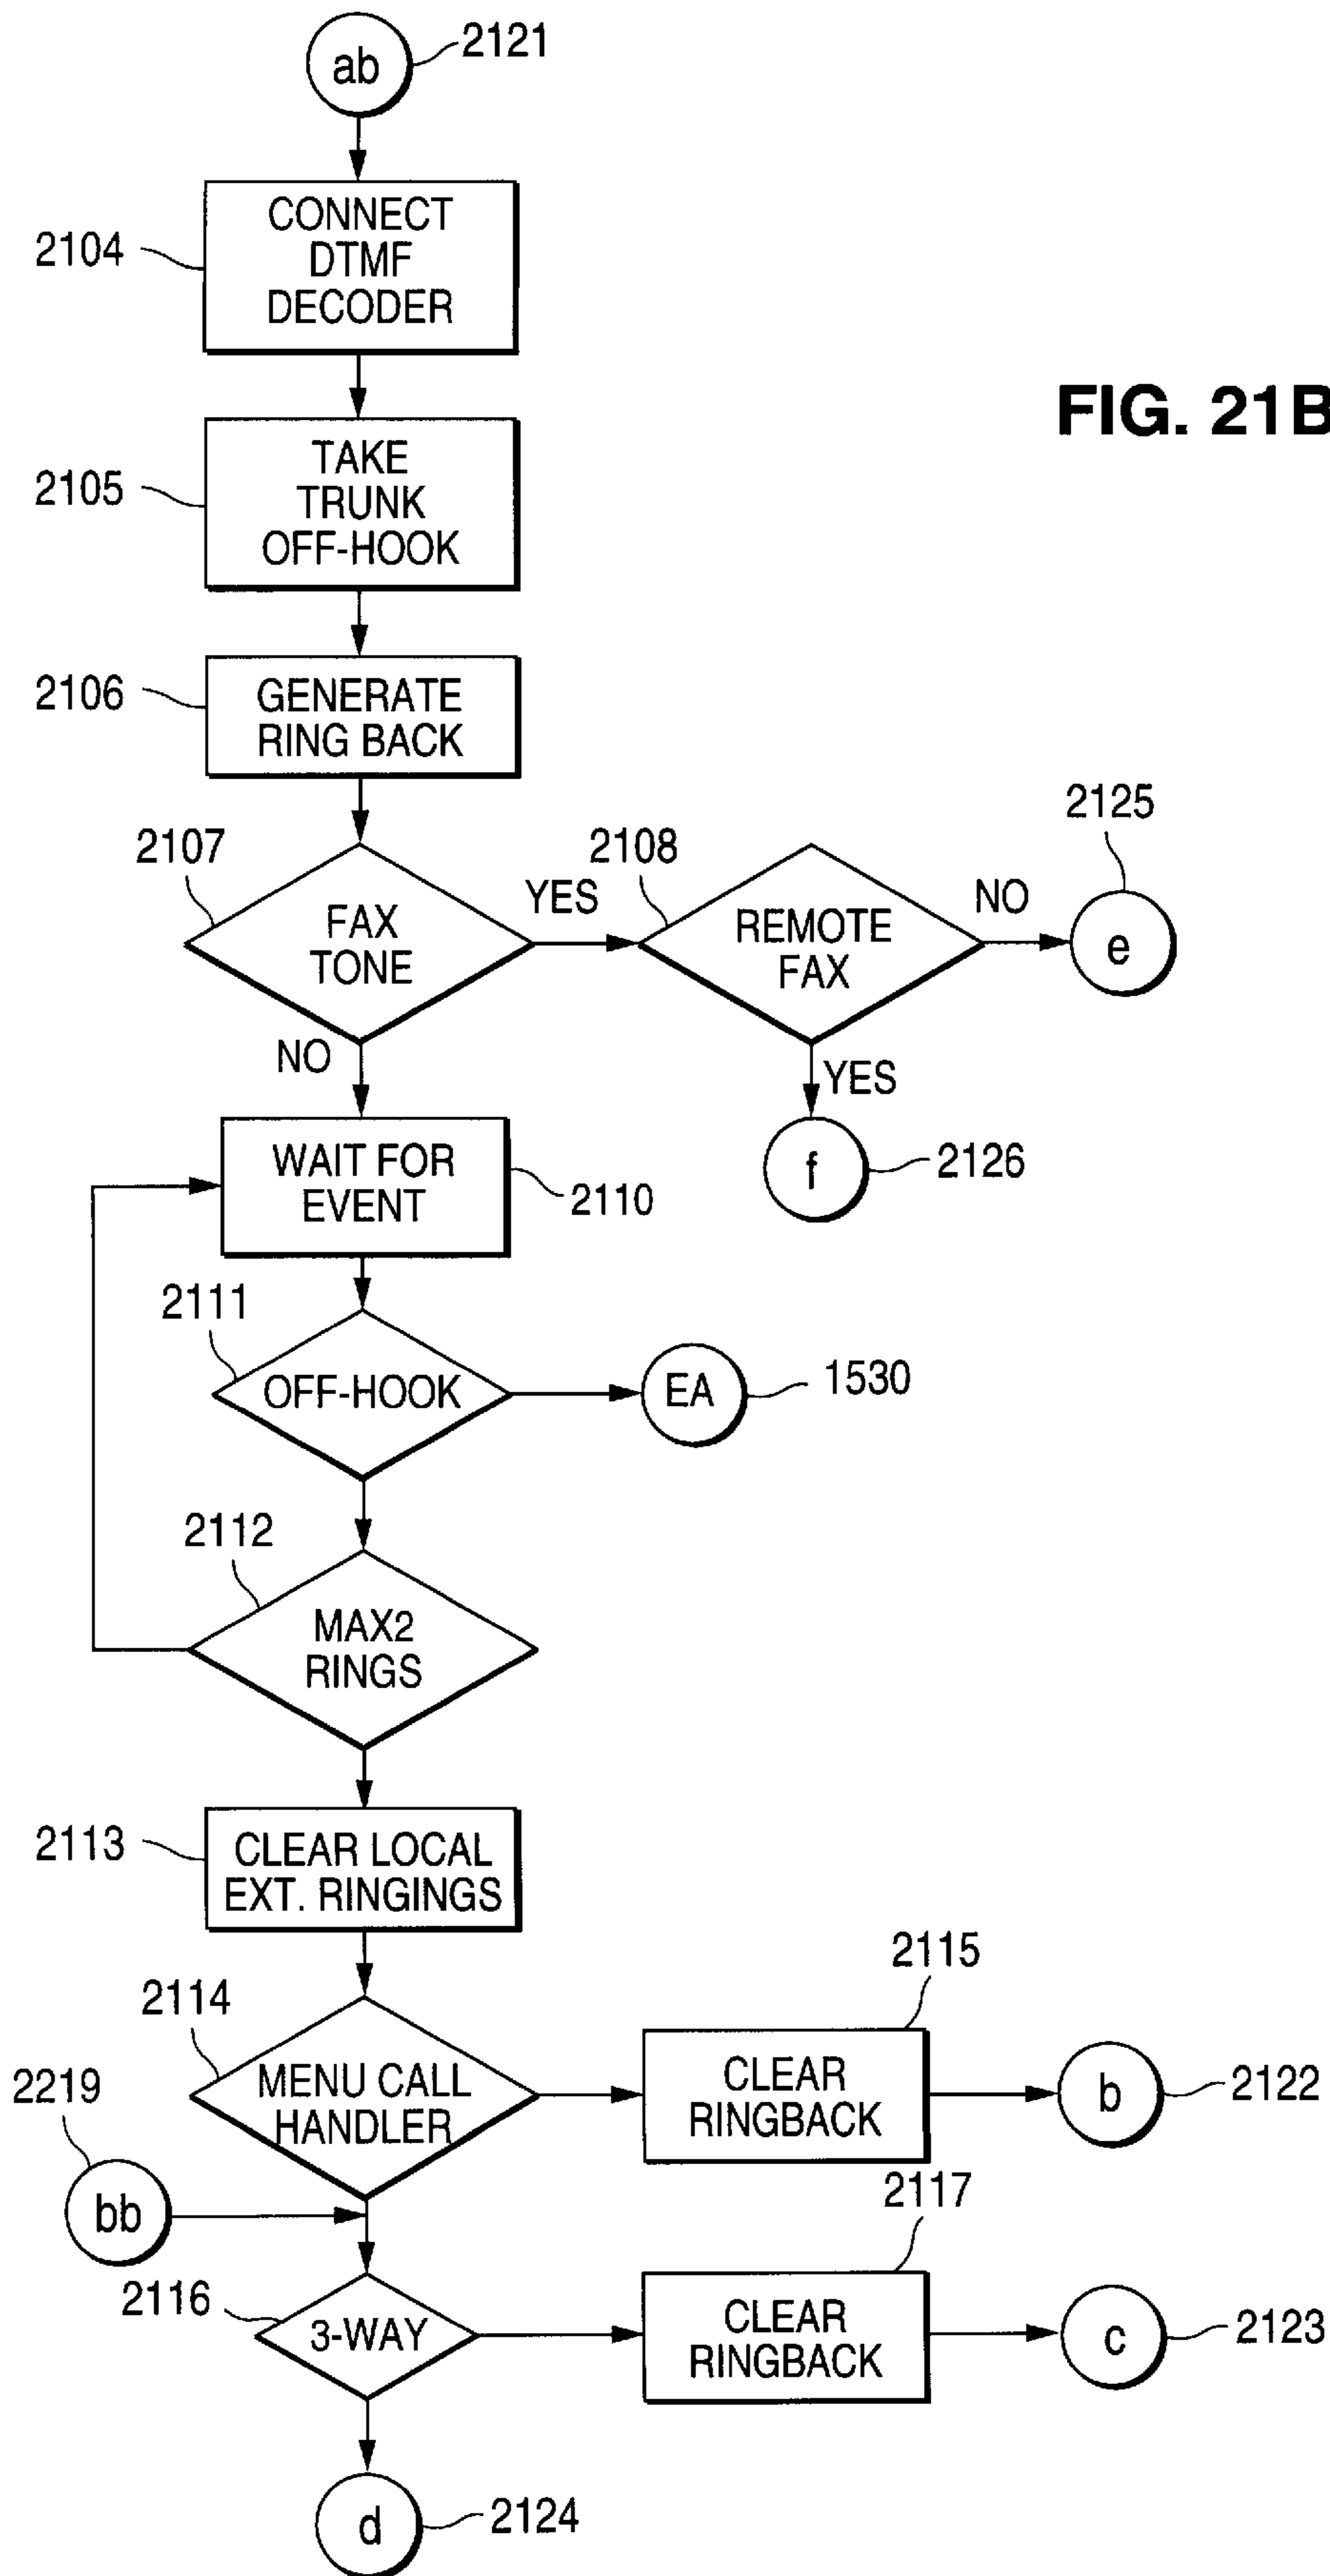 ab
2121
2104
CONNECT
DTMF
DECODER
FIG. 21B
2105
TAKE
TRUNK
OFF-HOOK
2106
GENERATE
RING BACK
2107
FAX
TONE
YES
2108
REMOTE
FAX
NO
2125
e
NO
YES
WAIT FOR
EVENT
2110
f
2126
2111
OFF-HOOK
EA
1530
2112
MAX2
RINGS
2113
CLEAR LOCAL
EXT. RINGINGS
2114
MENU CALL
HANDLER
2115
CLEAR
RINGBACK
b
2122
2219
bb
2116
3-WAY
2117
CLEAR
RINGBACK
c
2123
d
2124